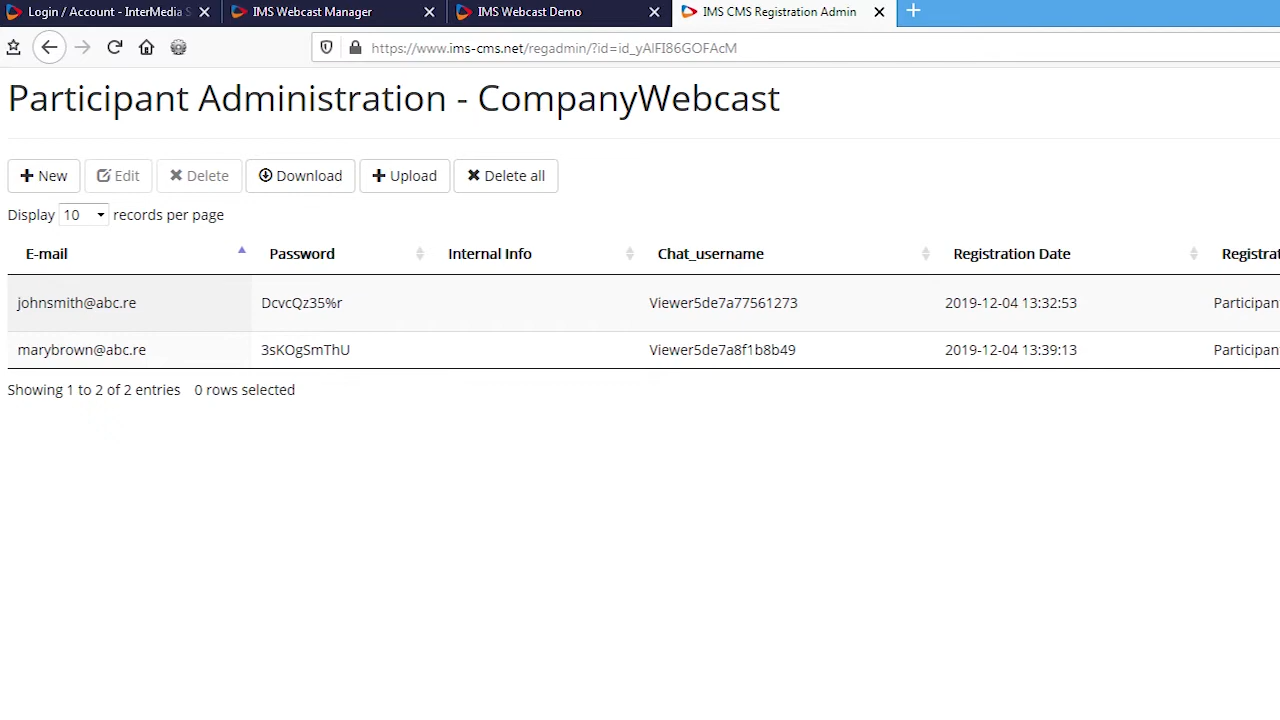 Login / Account - InterMedia S IMS Webcast Manager IMS Webcast Demo IMS CMS Registration Admin
https://www.ims-cms.net/regadmin/?id=id_yAlFI86GOFAcM
Participant Administration - CompanyWebcast
New Edit Delete Download Upload Delete all
Display 10 records per page
E-mail Password Internal Info Chat_username Registration Date Registrat
johnsmith@abc.re DcvcQz35%r Viewer5de7a77561273 2019-12-04 13:32:53 Participan
marybrown@abc.re 3sKOgSmThU Viewer5de7a8f1b8b49 2019-12-04 13:39:13 Participan
Showing 1 to 2 of 2 entries 0 rows selected